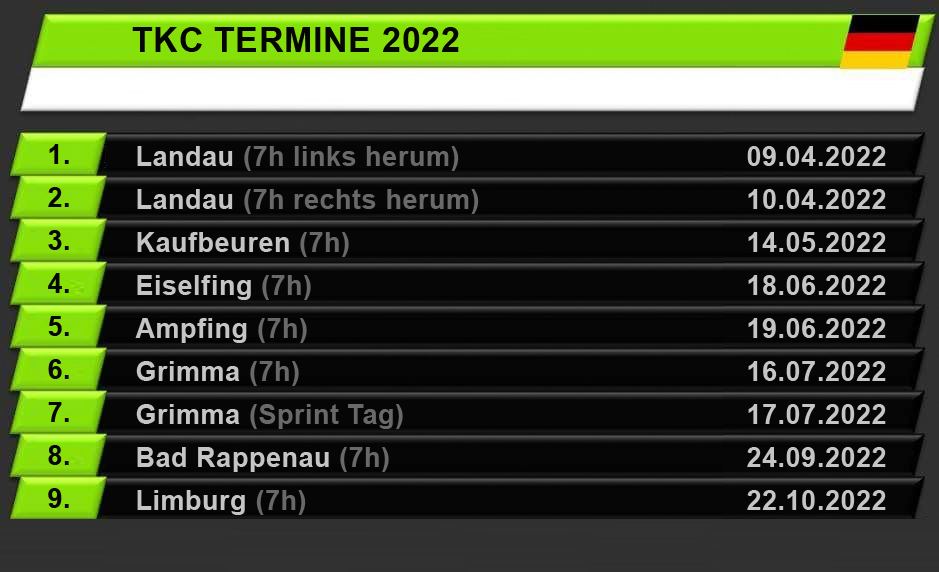 TKC TERMINE 2022
1. Landau (7h links herum) 09.04.2022
2. Landau (7h rechts herum) 10.04.2022
3. Kaufbeuren (7h) 14.05.2022
4. Eiselfing (7h) 18.06.2022
5. Ampfing (7h) 19.06.2022
6. Grimma (7h) 16.07.2022
7. Grimma (Sprint Tag) 17.07.2022
8. Bad Rappenau (7h) 24.09.2022
9. Limburg (7h) 22.10.2022